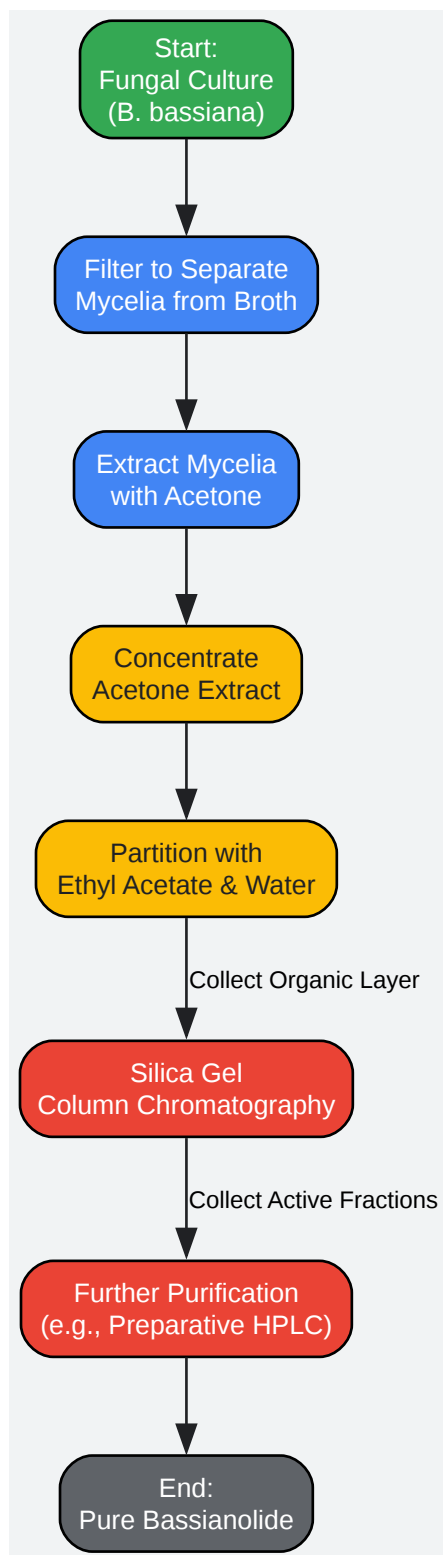 Start:
Fungal Culture
(B. bassiana)
Filter to Separate
Mycelia from Broth
Extract Mycelia
with Acetone
Concentrate
Acetone Extract
Partition with
Ethyl Acetate & Water
Collect Organic Layer
Silica Gel
Column Chromatography
Collect Active Fractions
Further Purification
(e.g., Preparative HPLC)
End:
Pure Bassianolide